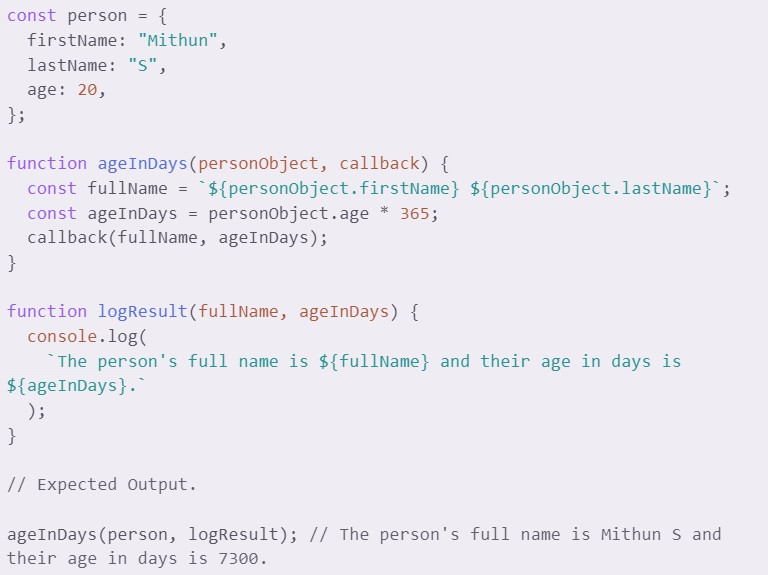 const person = {
  firstName: "Mithun",
  lastName: "S",
  age: 20,
};

function ageInDays(personObject, callback) {
  const fullName = `${personObject.firstName} ${personObject.lastName}`;
  const ageInDays = personObject.age * 365;
  callback(fullName, ageInDays);
}

function logResult(fullName, ageInDays) {
  console.log(
    `The person's full name is ${fullName} and their age in days is
${ageInDays}.`
  );
}

// Expected Output.

ageInDays(person, logResult); // The person's full name is Mithun S and
their age in days is 7300.